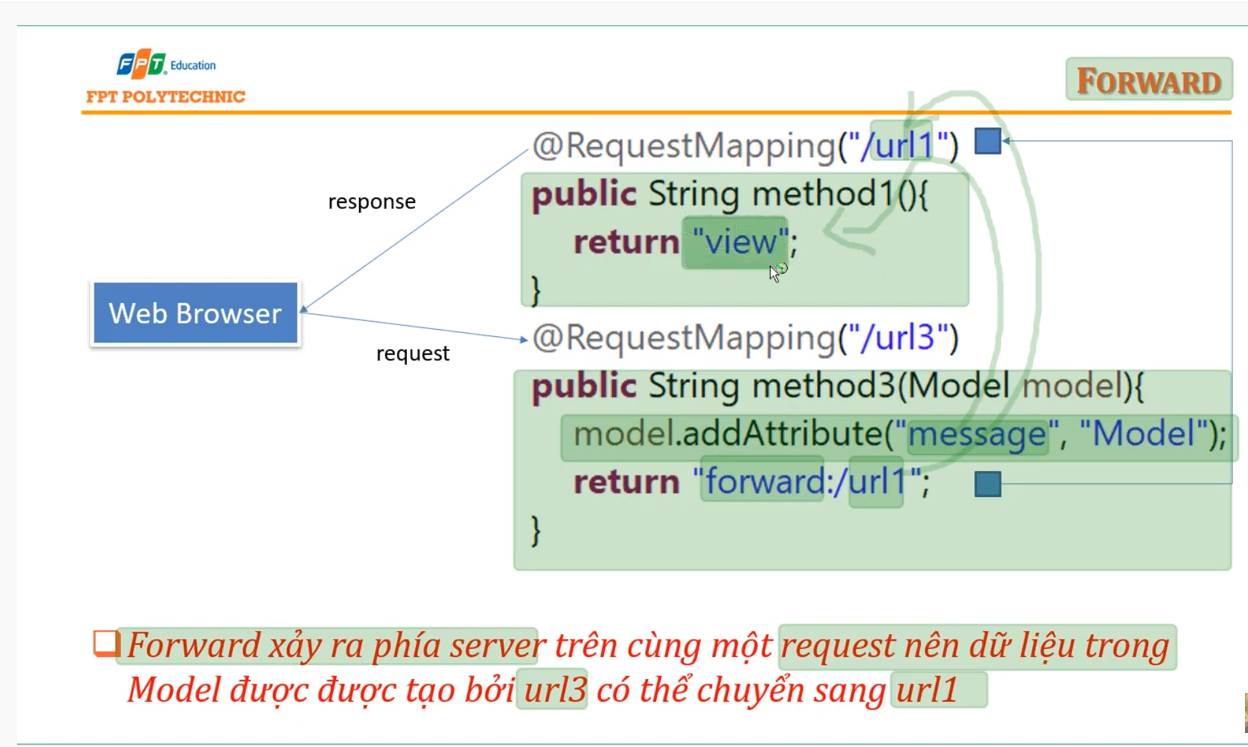 FPT Education
FPT POLYTECHNIC
FORWARD
@RequestMapping("/url1")
public String method1(){
return "view";
}
response
Web Browser
request
@RequestMapping("/url3")
public String method3(Model model){
model.addAttribute("message", "Model");
return "forward:/url1";
}
Forward xảy ra phía server trên cùng một request nên dữ liệu trong
Model được được tạo bởi url3 có thể chuyển sang url1